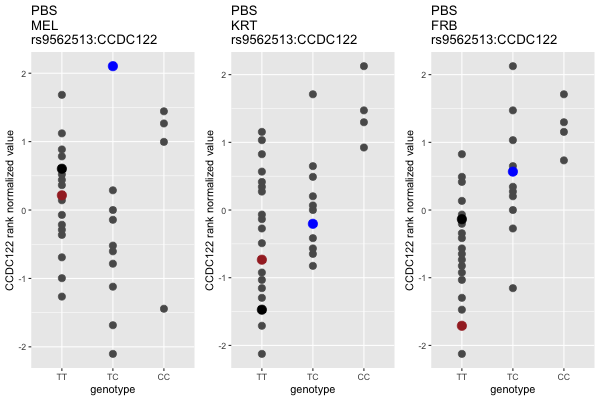 PBS
MEL
rs9562513:CCDC122
CCDC122 rank normalized value
2
1
0
-1
-2
TT
TC
CC
genotype
PBS
KRT
rs9562513:CCDC122
CCDC122 rank normalized value
2
1
0
-1
-2
TT
TC
CC
genotype
PBS
FRB
rs9562513:CCDC122
CCDC122 rank normalized value
2
1
0
-1
-2
TT
TC
CC
genotype